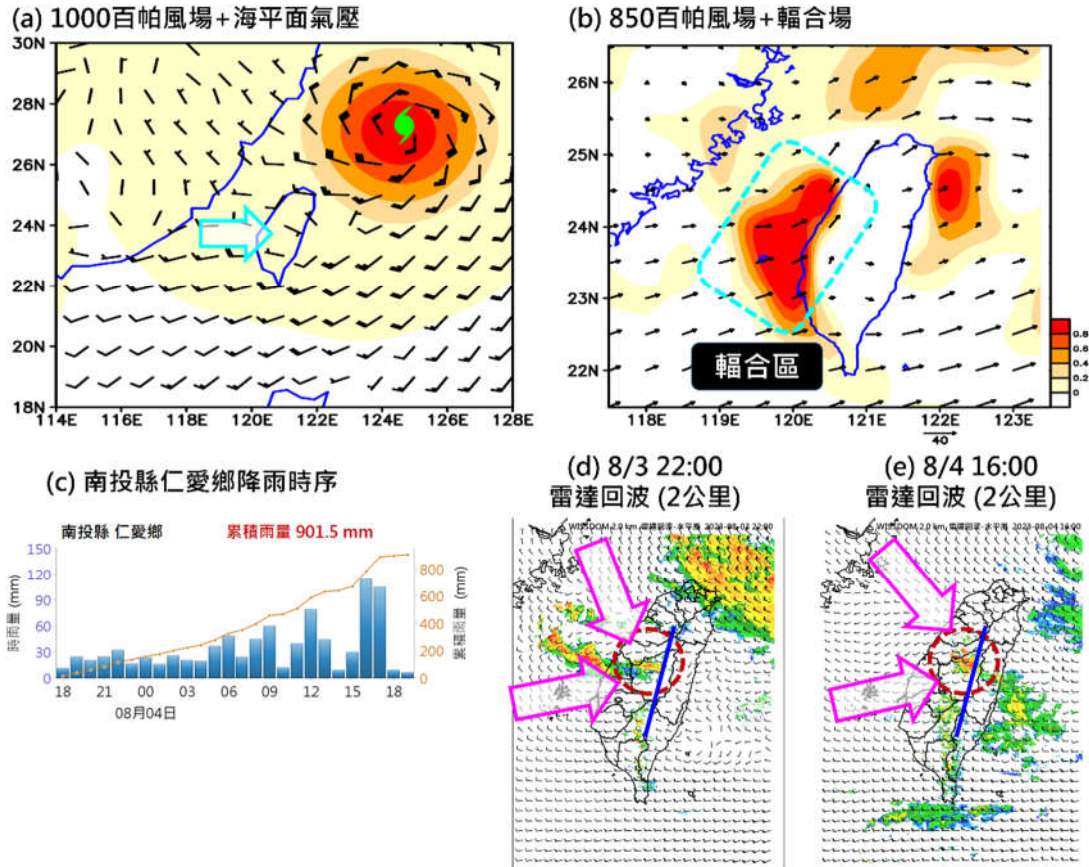 (a) 1000百帕風場+海平面氣壓
30N
28N
26N
24N
22N
20N
18N
114E 116E 118E 120E 122E 124E 126E 128E
(b) 850百帕風場+輻合場
26N
25N
24N
23N
22N
118E 119E 120E 121E 122E 123E
輻合區
0.8
0.6
0.4
0.2
0
40
(c) 南投縣仁愛鄉降雨時序
南投縣 仁愛鄉 累積雨量 901.5 mm
時雨量 (mm)
150
120
90
60
30
0
累積雨量 (mm)
800
600
400
200
0
18 21 00 03 06 09 12 15 18
08月04日
(d) 8/3 22:00
雷達回波 (2公里)
(e) 8/4 16:00
雷達回波 (2公里)